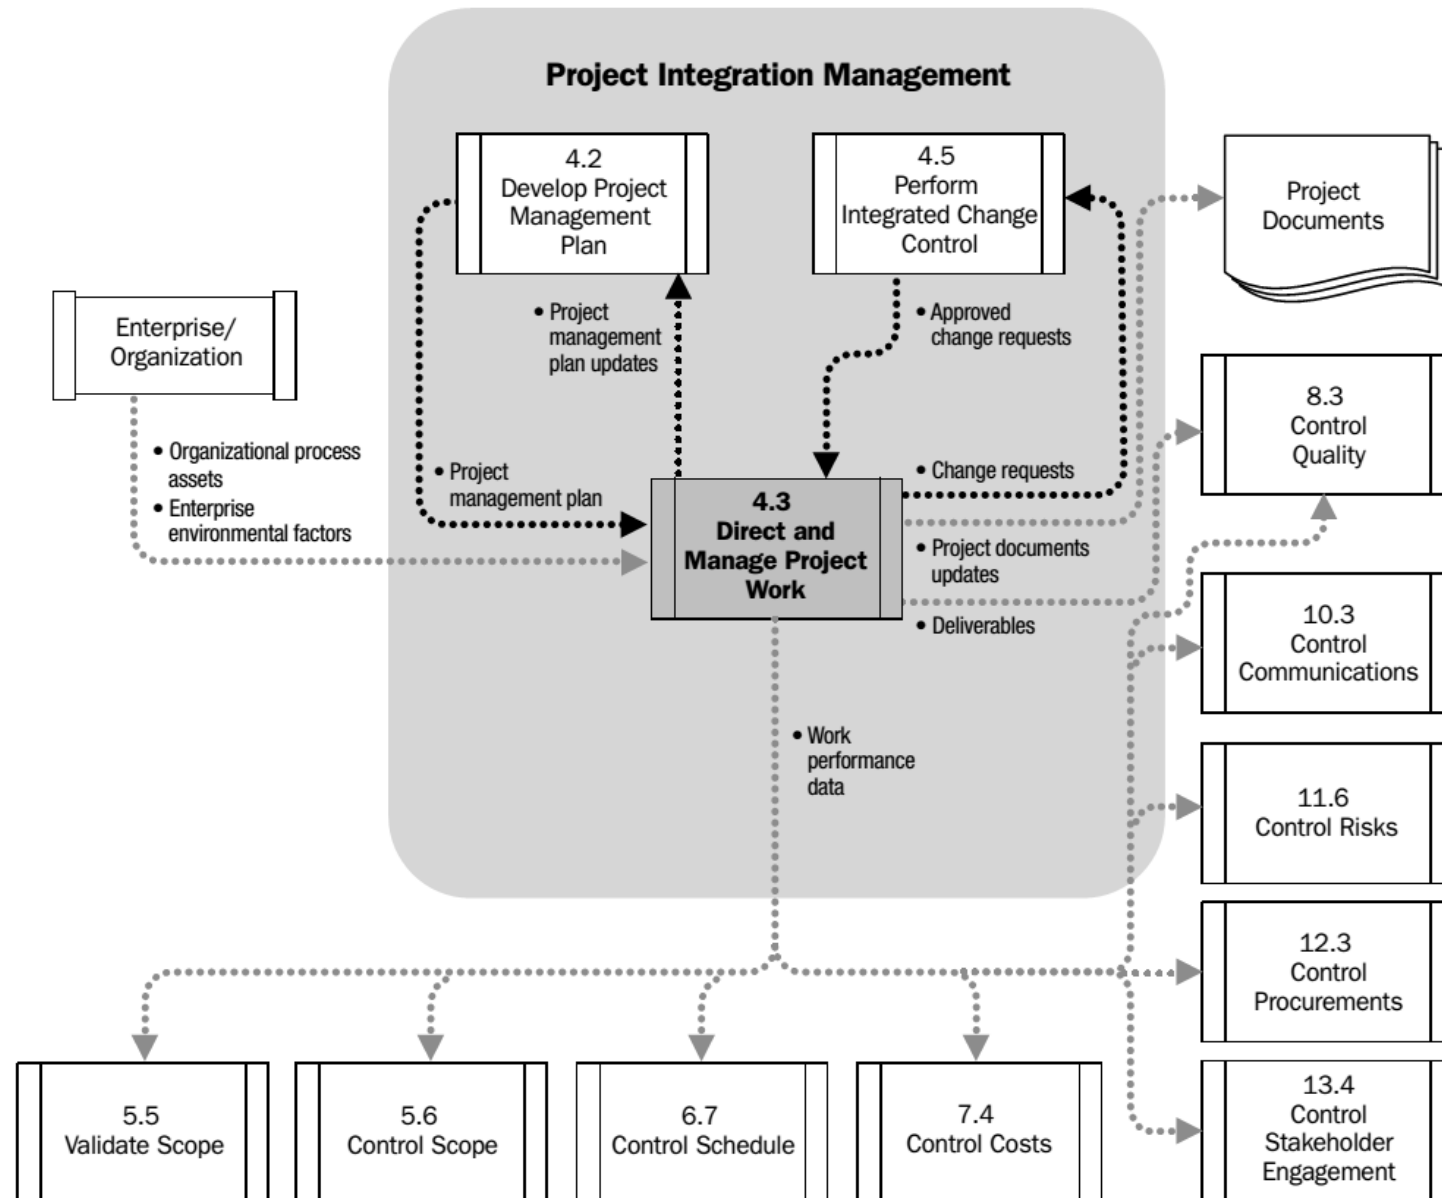 Project Integration Management
4.2
Develop Project
Management
Plan
4.5
Perform
Integrated Change
Control
Project
Documents
Enterprise/
Organization
• Project
management
plan updates
• Approved
change requests
8.3
Control
Quality
• Organizational process
assets
• Enterprise
environmental factors
• Project
management plan
• Change requests
4.3
Direct and
Manage Project
Work
• Project documents
updates
• Deliverables
10.3
Control
Communications
• Work
performance
data
11.6
Control Risks
12.3
Control
Procurements
5.5
Validate Scope
5.6
Control Scope
6.7
Control Schedule
7.4
Control Costs
13.4
Control
Stakeholder
Engagement